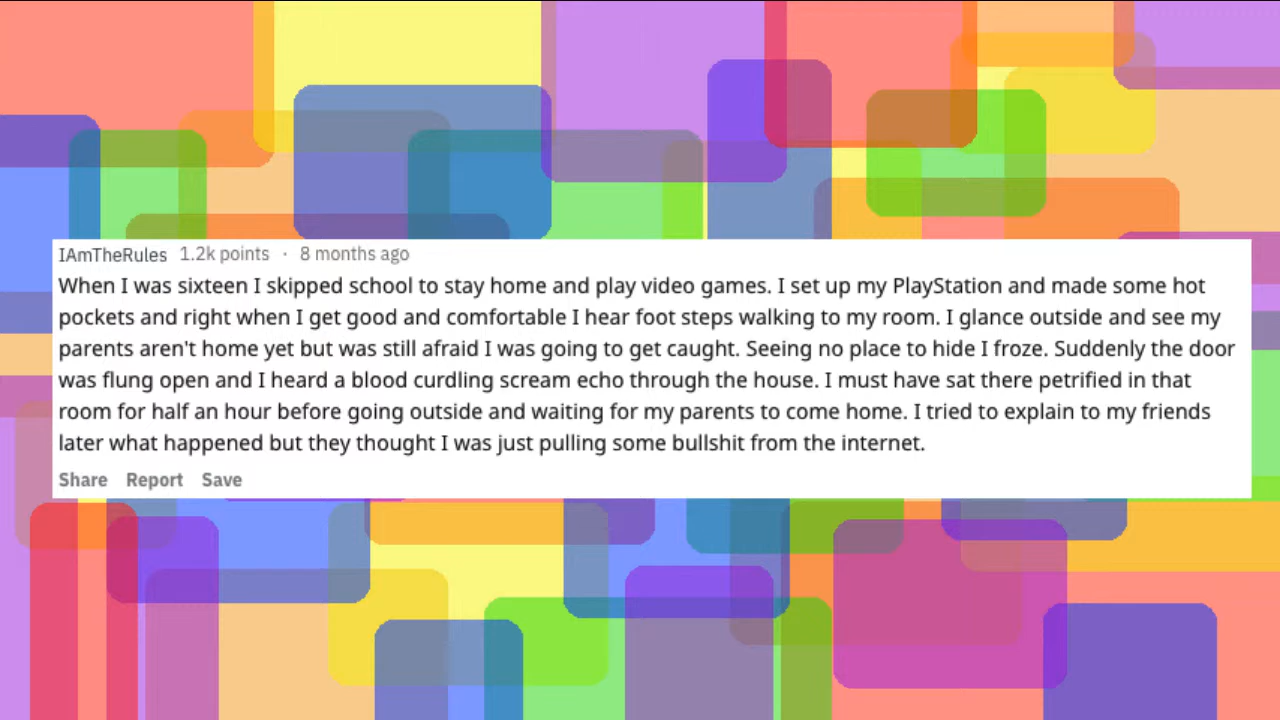 IAmTheRules 1.2k points · 8 months ago
When I was sixteen I skipped school to stay home and play video games. I set up my PlayStation and made some hot
pockets and right when I get good and comfortable I hear foot steps walking to my room. I glance outside and see my
parents aren't home yet but was still afraid I was going to get caught. Seeing no place to hide I froze. Suddenly the door
was flung open and I heard a blood curdling scream echo through the house. I must have sat there petrified in that
room for half an hour before going outside and waiting for my parents to come home. I tried to explain to my friends
later what happened but they thought I was just pulling some bullshit from the internet.
Share Report Save